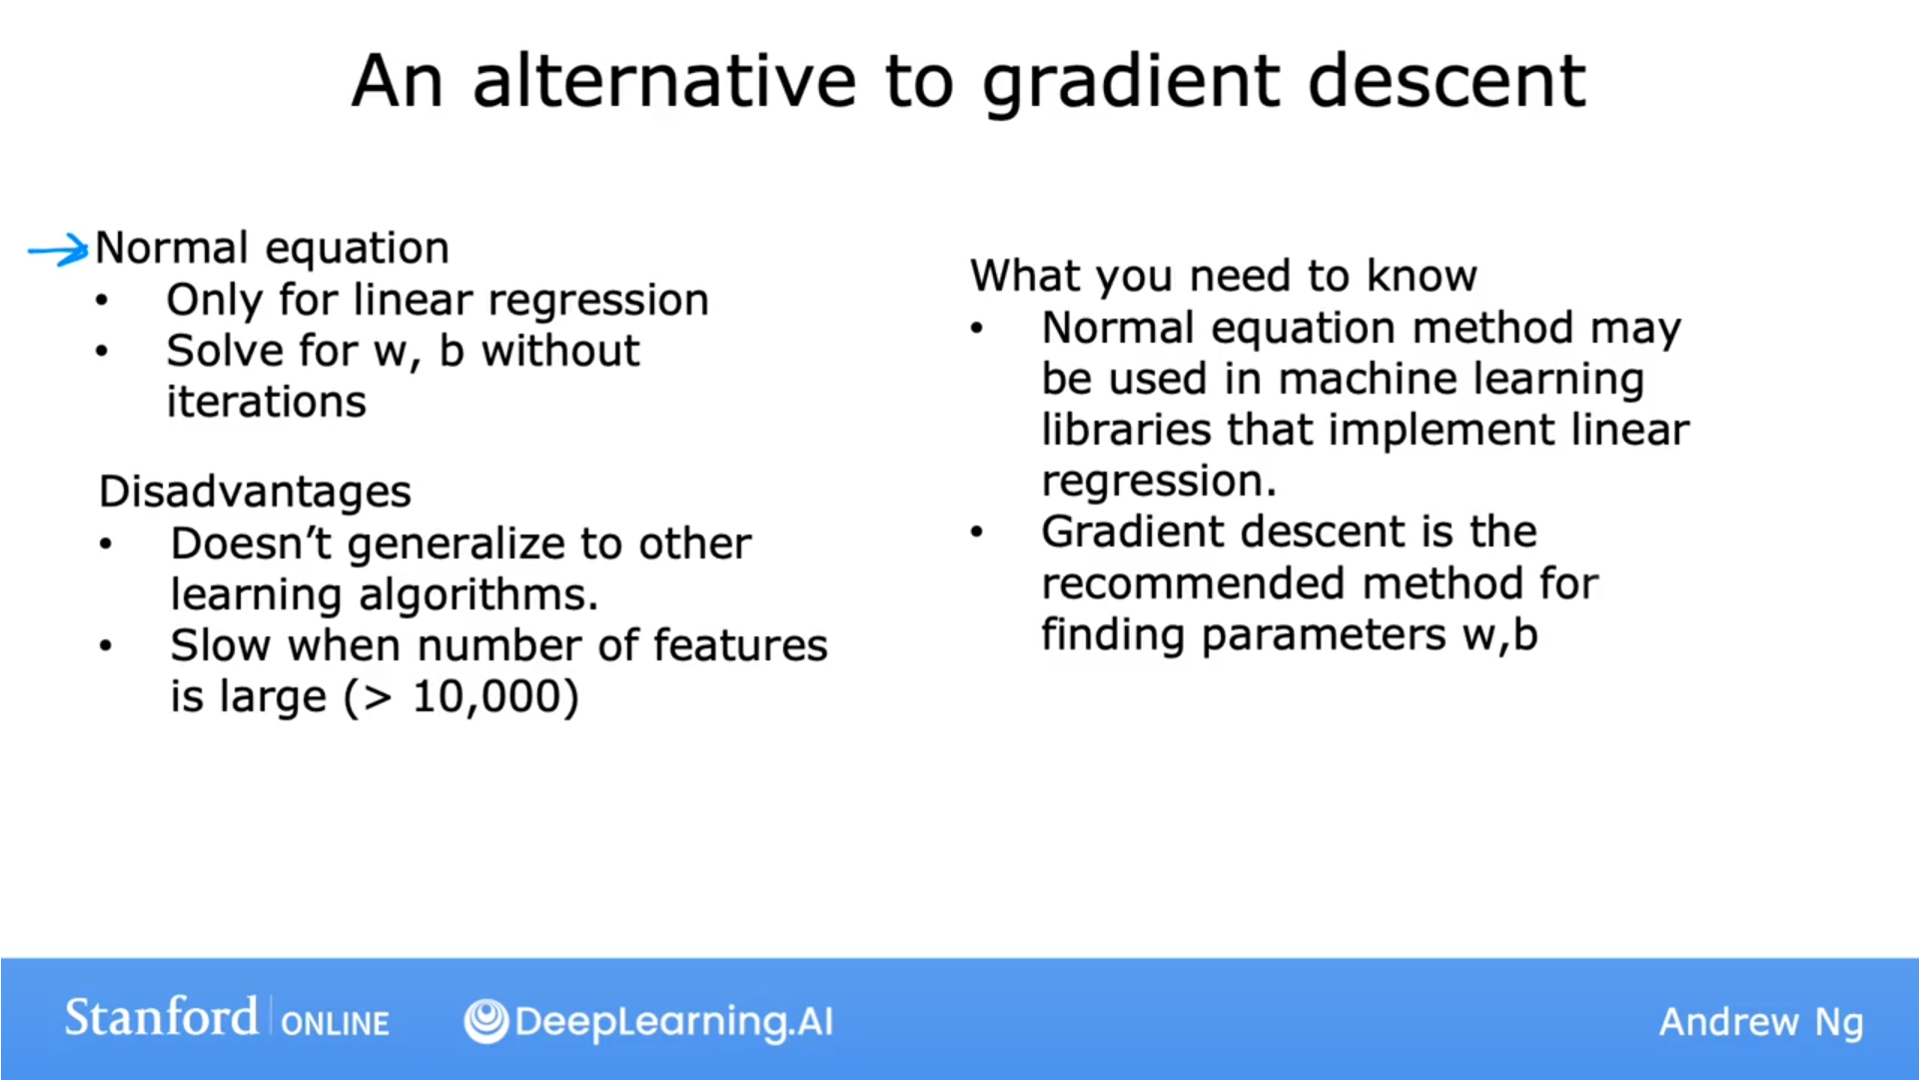 An alternative to gradient descent
Normal equation
• Only for linear regression
• Solve for w, b without
iterations
Disadvantages
• Doesn’t generalize to other
learning algorithms.
• Slow when number of features
is large (> 10,000)
What you need to know
• Normal equation method may
be used in machine learning
libraries that implement linear
regression.
• Gradient descent is the
recommended method for
finding parameters w,b
Stanford ONLINE
DeepLearning.AI
Andrew Ng